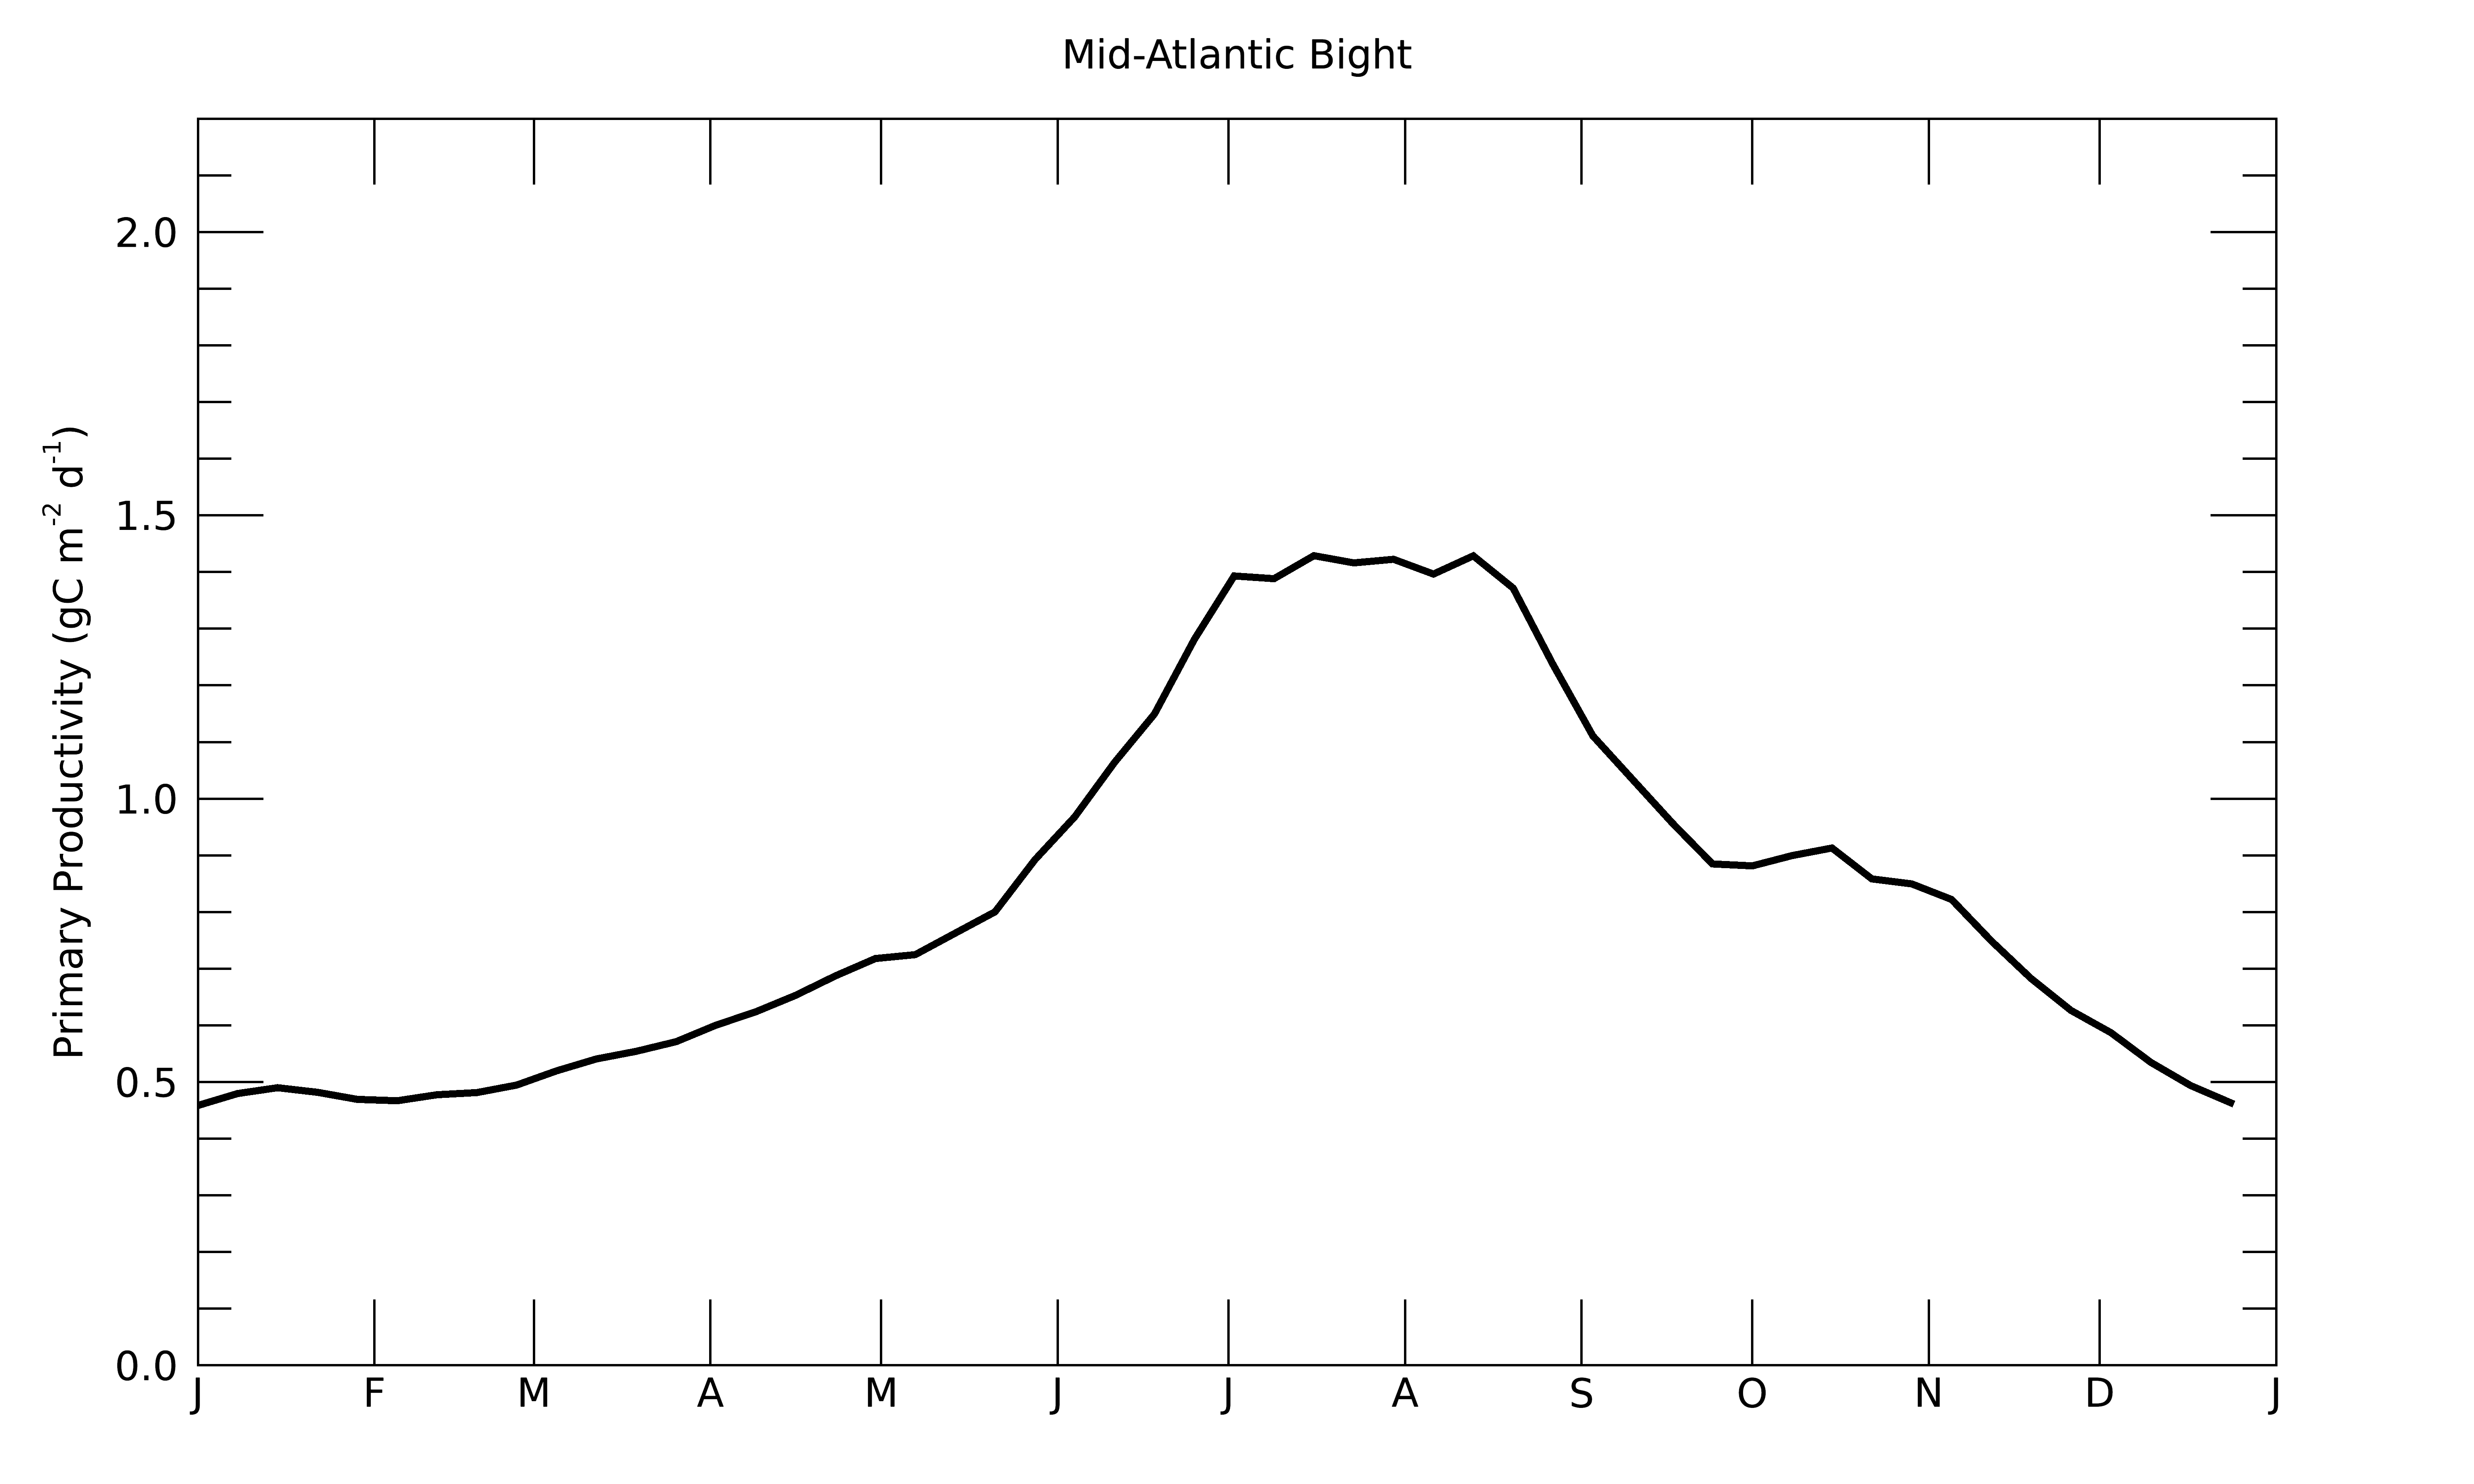 Mid-Atlantic Bight
Primary Productivity (gC m-2 d-1)
2.0
1.5
1.0
0.5
0.0
J F M A M J J A S O N D J